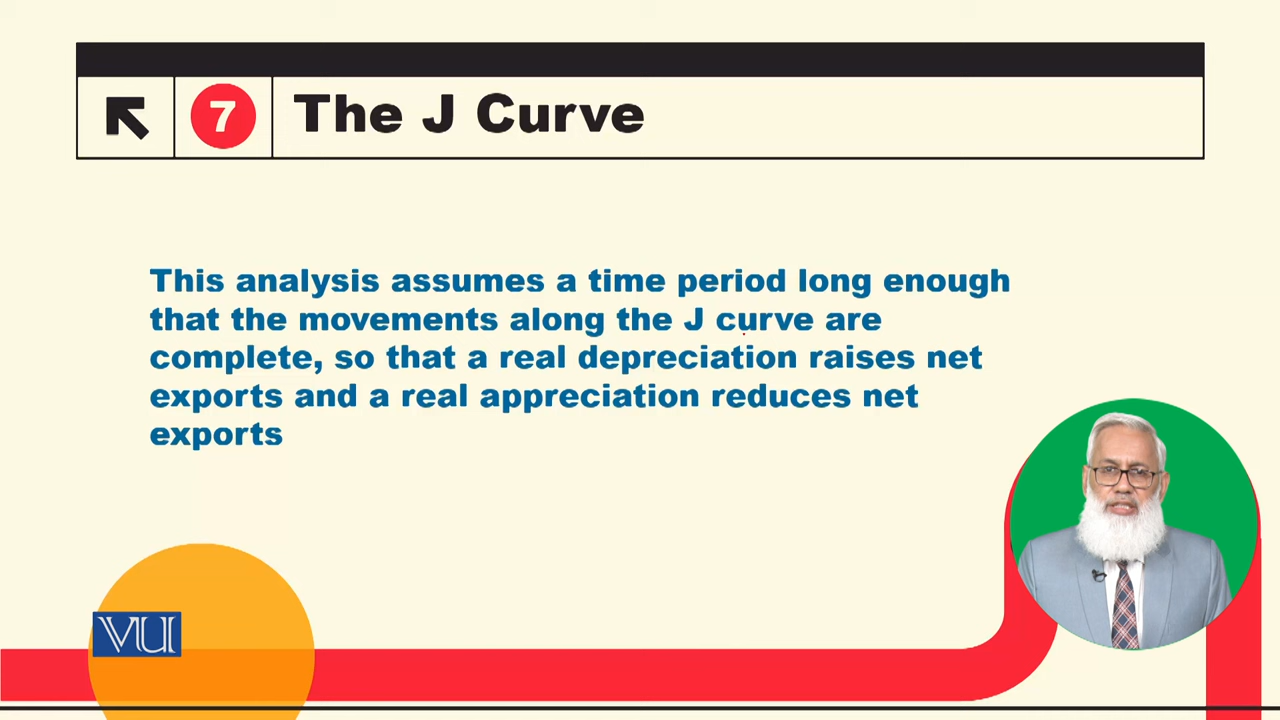 7
The J Curve
This analysis assumes a time period long enough
that the movements along the J curve are
complete, so that a real depreciation raises net
exports and a real appreciation reduces net
exports
VU